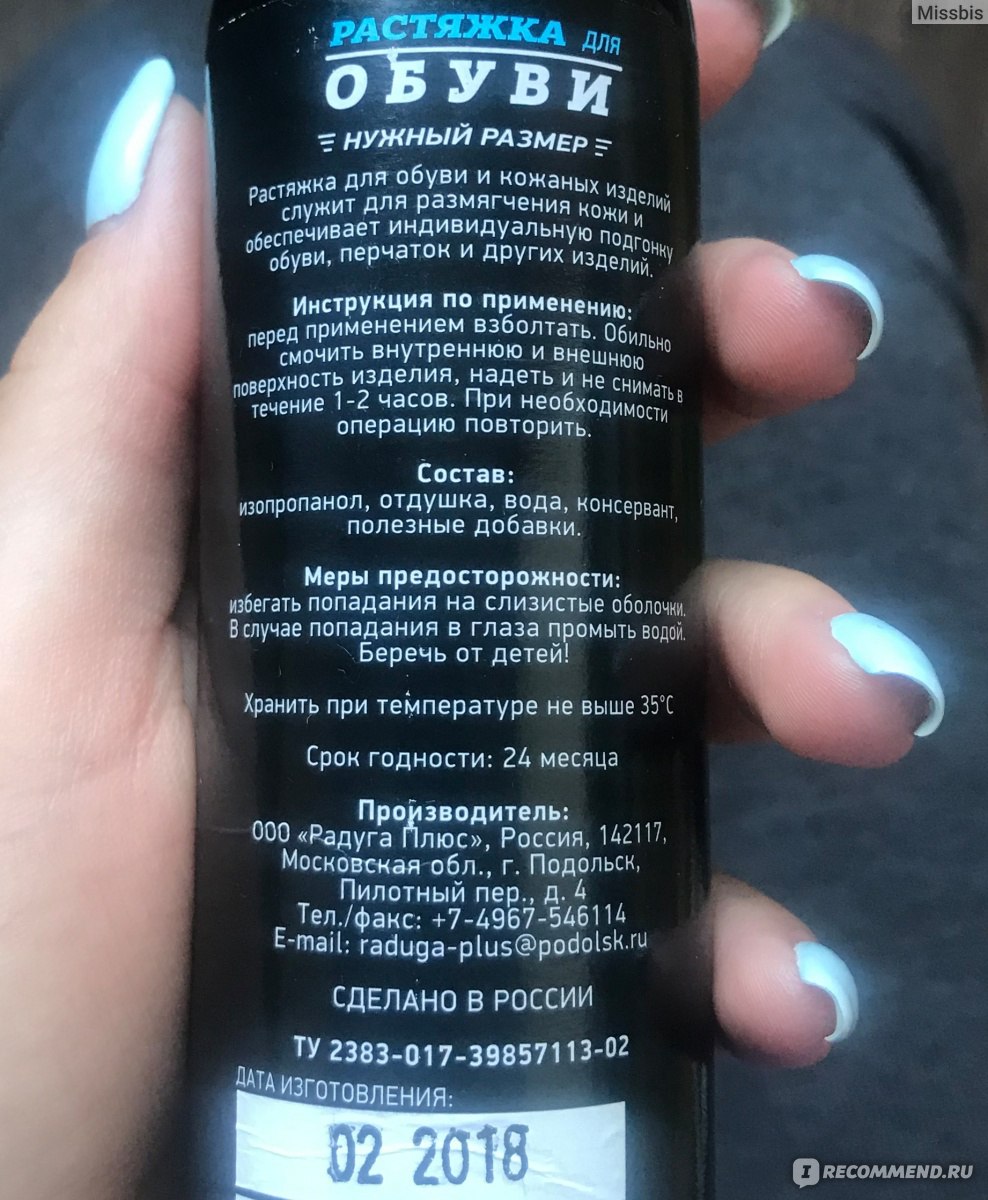 Missbis
РАСТЯЖКА ДЛЯ
ОБУВИ
НУЖНЫЙ РАЗМЕР
Растяжка для обуви и кожаных изделий
служит для размягчения кожи и
обеспечивает индивидуальную подгонку
обуви, перчаток и других изделий.
Инструкция по применению:
перед применением взболтать. Обильно
смочить внутреннюю и внешнюю
поверхность изделия, надеть и не снимать в
течение 1-2 часов. При необходимости
операцию повторить.
Состав:
изопропанол, отдушка, вода, консервант,
полезные добавки.
Меры предосторожности:
избегать попадания на слизистые оболочки.
В случае попадания в глаза промыть водой.
Беречь от детей!
Хранить при температуре не выше 35°С
Срок годности: 24 месяца
Производитель:
ООО «Радуга Плюс», Россия, 142117,
Московская обл., г. Подольск,
Пилотный пер., д. 4
Тел./факс: +7-4967-546114
E-mail: raduga-plus@podolsk.ru
СДЕЛАНО В РОССИИ
ТУ 2383-017-39857113-02
ДАТА ИЗГОТОВЛЕНИЯ:
02 2018
IRECOMMEND.RU